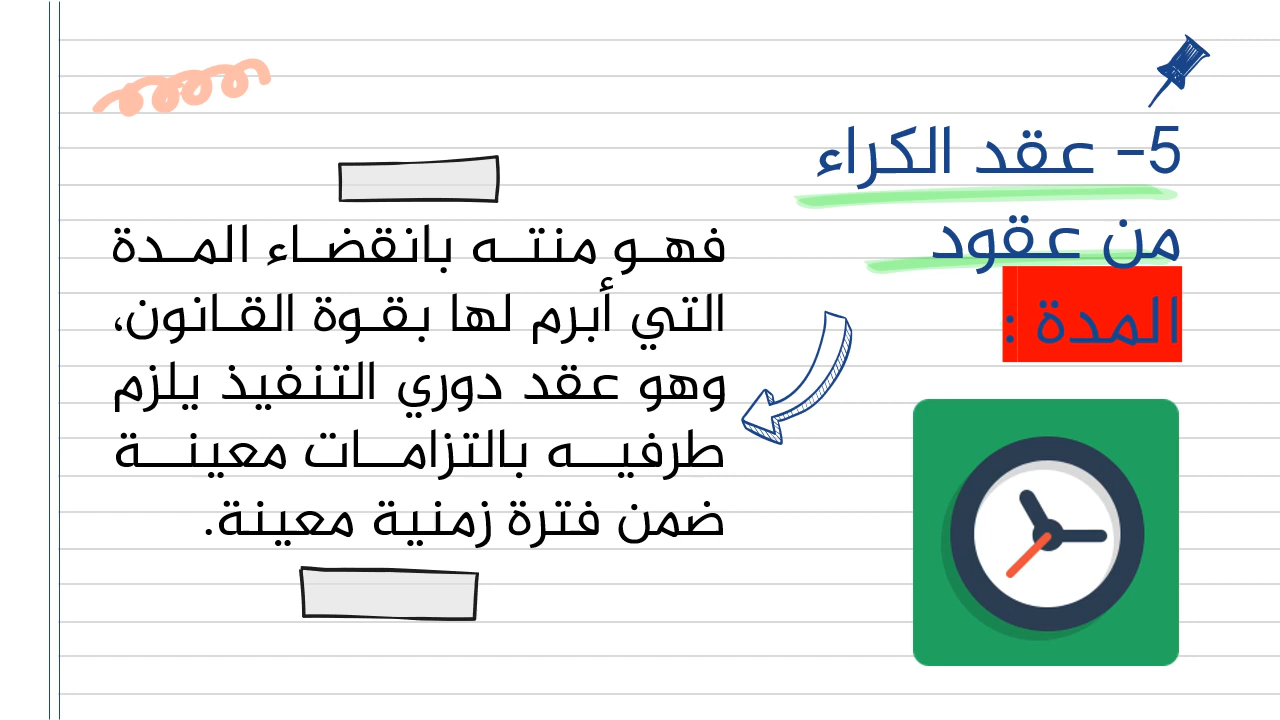 5- عقد الكراء
من عقود
المدة :
فهو منته بانقضاء المدة
التي أبرم لها بقوة القانون،
وهو عقد دوري التنفيذ يلزم
طرفيه بالتزامات معينة
ضمن فترة زمنية معينة.